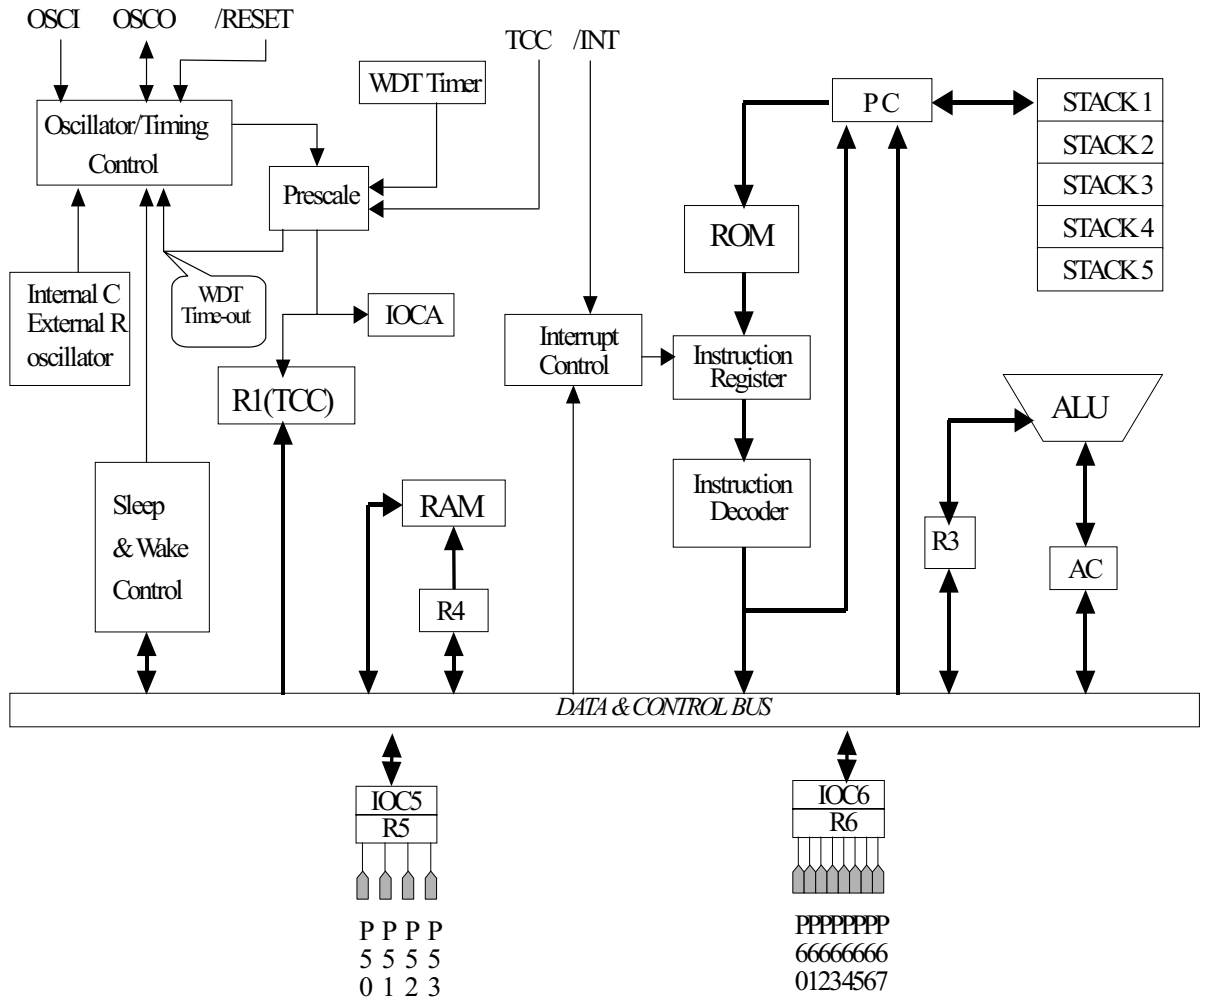 OSCI OSCO /RESET
TCC /INT
WDT Timer
PC
STACK 1
STACK 2
STACK 3
STACK 4
STACK 5
Oscillator/Timing
Control
Prescale
ROM
Internal C
External R
oscillator
WDT
Time-out
IOCA
Interrupt
Control
Instruction
Register
R1(TCC)
ALU
Sleep
& Wake
Control
RAM
R4
Instruction
Decoder
R3
AC
DATA & CONTROL BUS
IOC5
R5
IOC6
R6
P P P P
5 5 5 5
0 1 2 3
PPPPPPPP
66666666
01234567